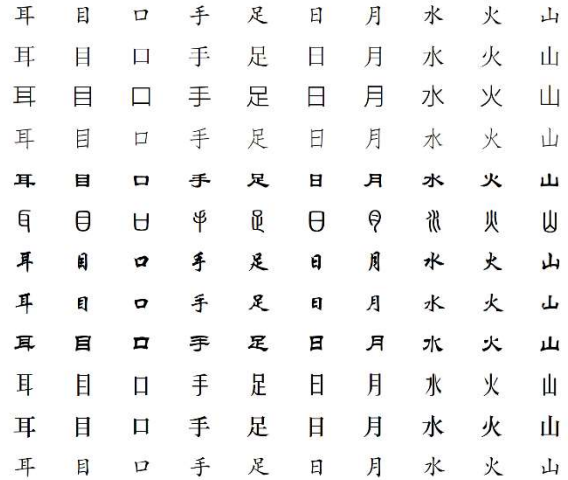 耳 目 口 手 足 日 月 水 火 山
耳 目 口 手 足 日 月 水 火 山
耳 目 口 手 足 日 月 水 火 山
耳 目 口 手 足 日 月 水 火 山
耳 目 口 手 足 日 月 水 火 山
耳 目 口 手 足 日 月 水 火 山
耳 目 口 手 足 日 月 水 火 山
耳 目 口 手 足 日 月 水 火 山
耳 目 口 手 足 日 月 水 火 山
耳 目 口 手 足 日 月 水 火 山
耳 目 口 手 足 日 月 水 火 山
耳 目 口 手 足 日 月 水 火 山